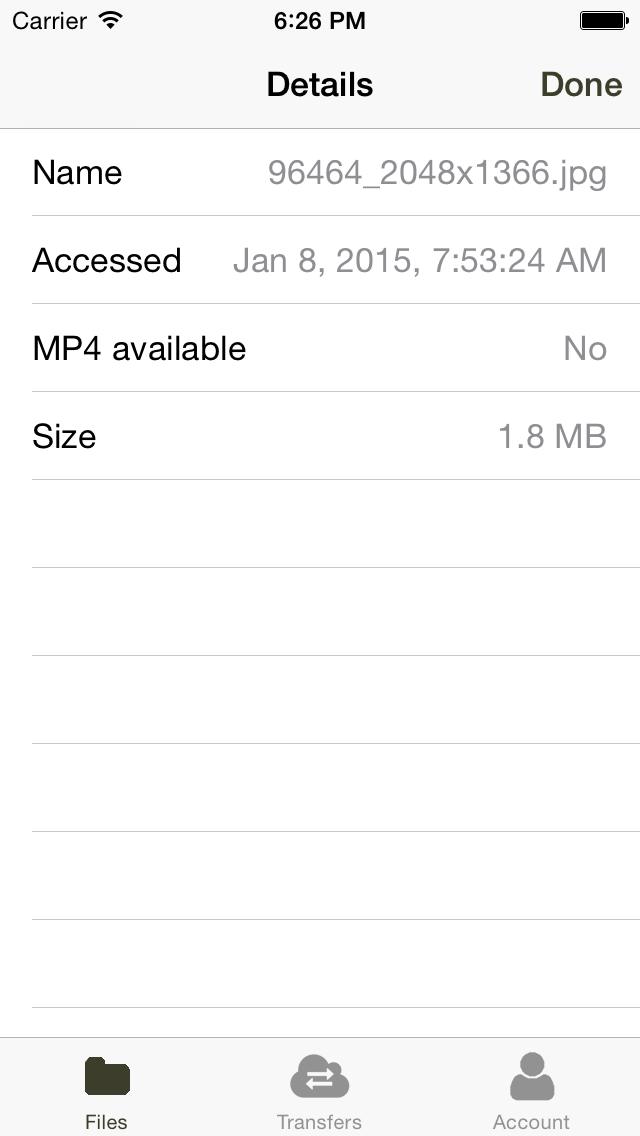 Carrier 6:26 PM
Details Done
Name 96464_2048x1366.jpg
Accessed Jan 8, 2015, 7:53:24 AM
MP4 available No
Size 1.8 MB
Files Transfers Account